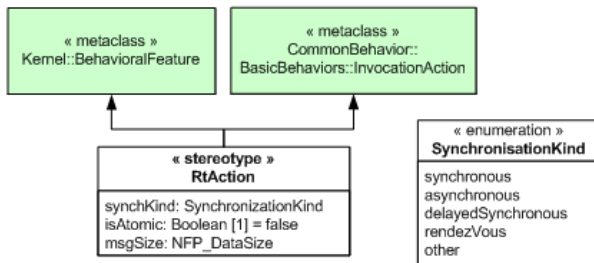 « metaclass »
Kernel::BehavioralFeature
« metaclass »
CommonBehavior::
BasicBehaviors::InvocationAction
« stereotype »
RtAction
synchKind: SynchronizationKind
isAtomic: Boolean [1] = false
msgSize: NFP_DataSize
« enumeration »
SynchronisationKind
synchronous
asynchronous
delayedSynchronous
rendezVous
other